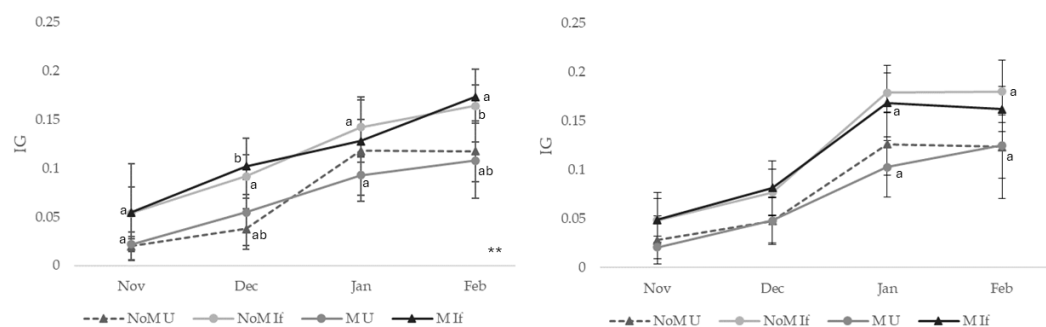 0.25
0.2
0.15
0.1
0.05
0
IG
a
a
b
a
ab
a
a
a
b
ab
**
Nov Dec Jan Feb
NoM U NoM If M U M If
0.25
0.2
0.15
0.1
0.05
0
IG
a
a
a
a
Nov Dec Jan Feb
NoM U NoM If M U M If